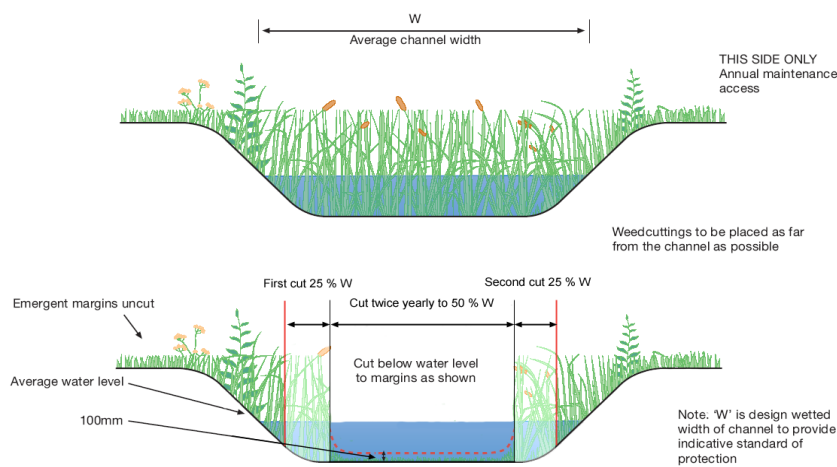 W
Average channel width
THIS SIDE ONLY
Annual maintenance
access
Weedcuttings to be placed as far
from the channel as possible
First cut 25 % W
Second cut 25 % W
Cut twice yearly to 50 % W
Emergent margins uncut
Cut below water level
to margins as shown
Average water level
100mm
Note. ‘W’ is design wetted
width of channel to provide
indicative standard of
protection